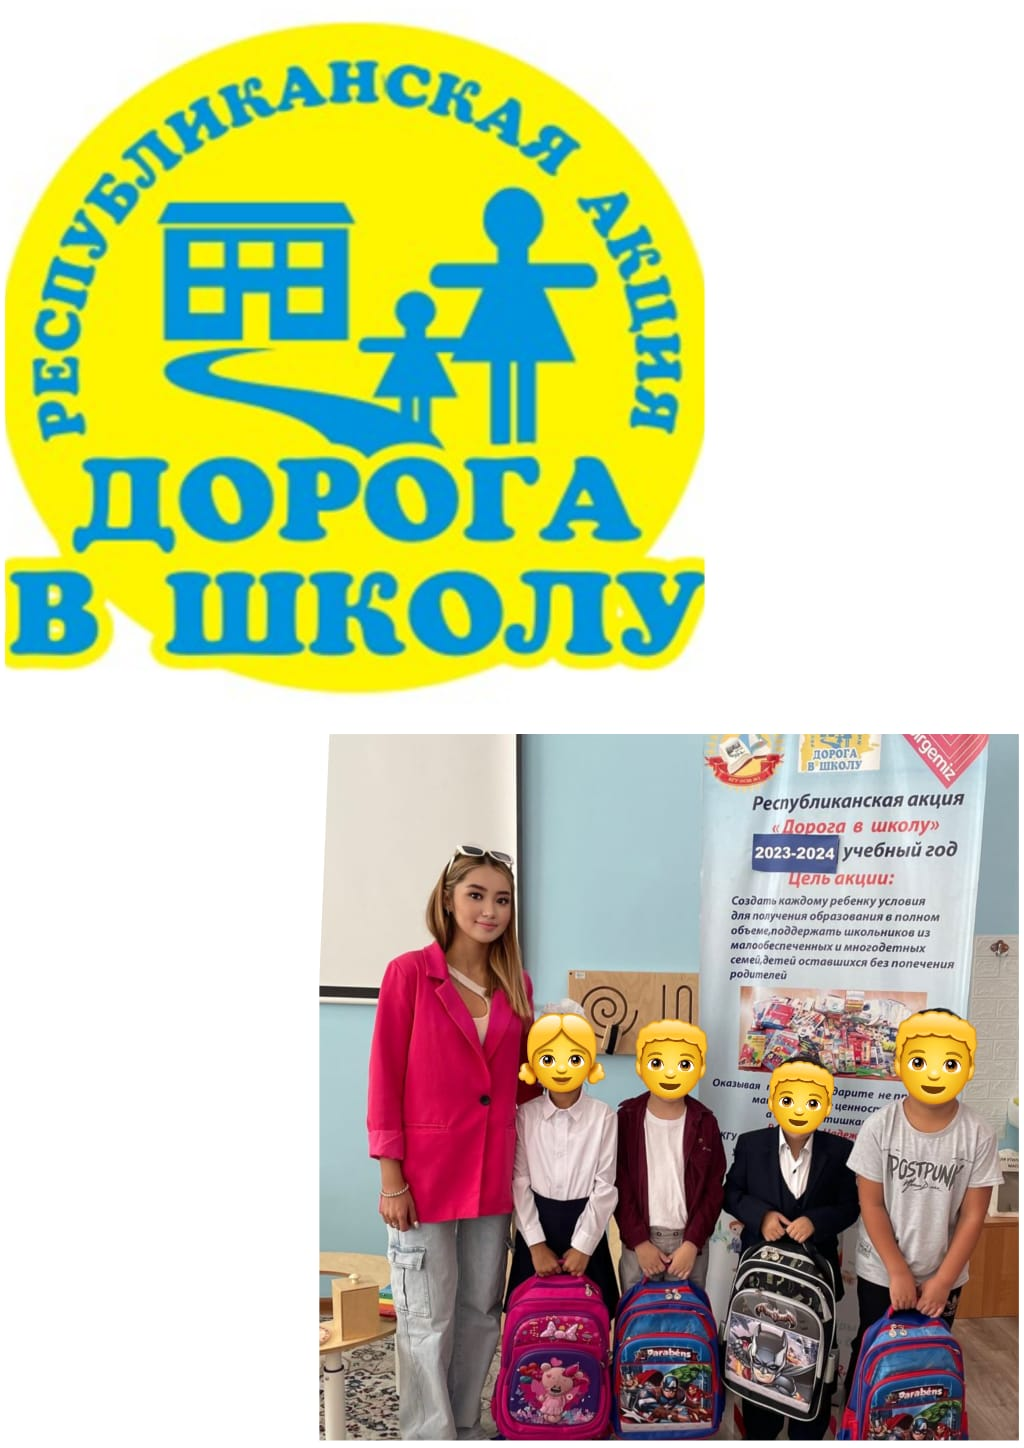 РЕСПУБЛИКАНСКАЯ АКЦИЯ
ДОРОГА
В ШКОЛУ
ДОРОГА
В ШКОЛУ
Республиканская акция
«Дорога в школу»
2023-2024 учебный год
Цель акции:
Создать каждому ребенку условия
для получения образования в полном
объеме,поддержать школьников из
малообеспеченных и многодетных
семей,детей оставшихся без попечения
родителей
Оказывая
POSTPUNK
Parabéns
Parabéns